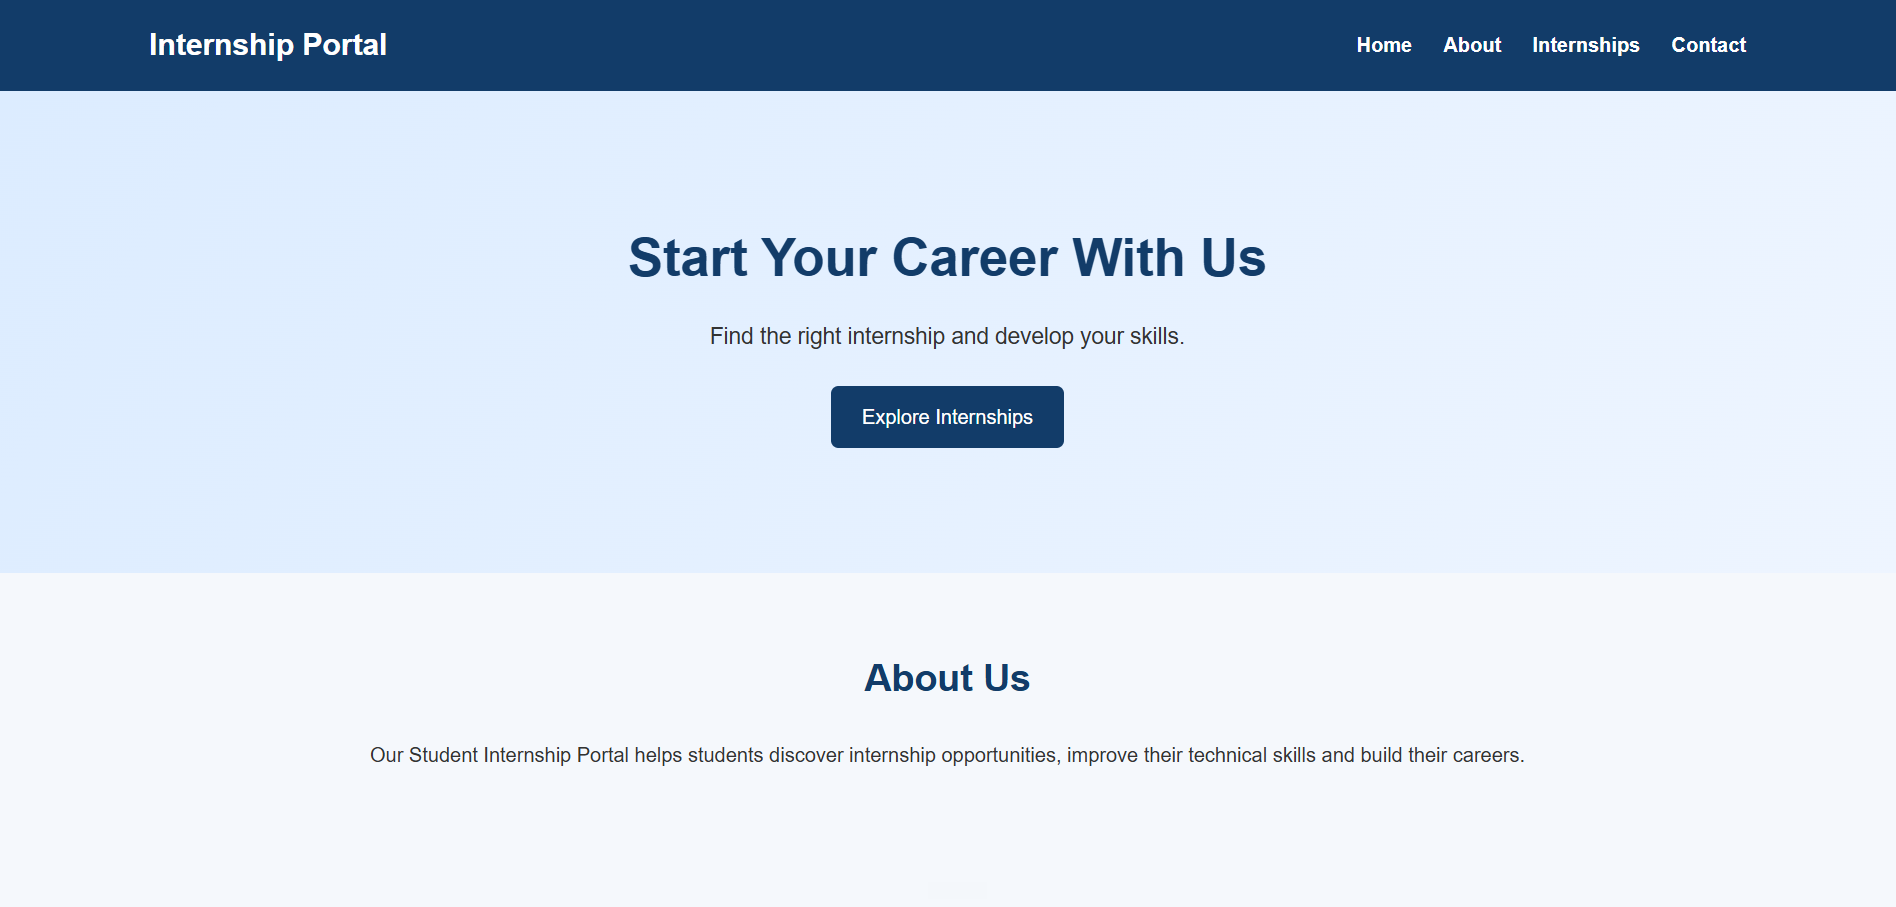 Internship Portal
Home About Internships Contact
Start Your Career With Us
Find the right internship and develop your skills.
Explore Internships
About Us
Our Student Internship Portal helps students discover internship opportunities, improve their technical skills and build their careers.